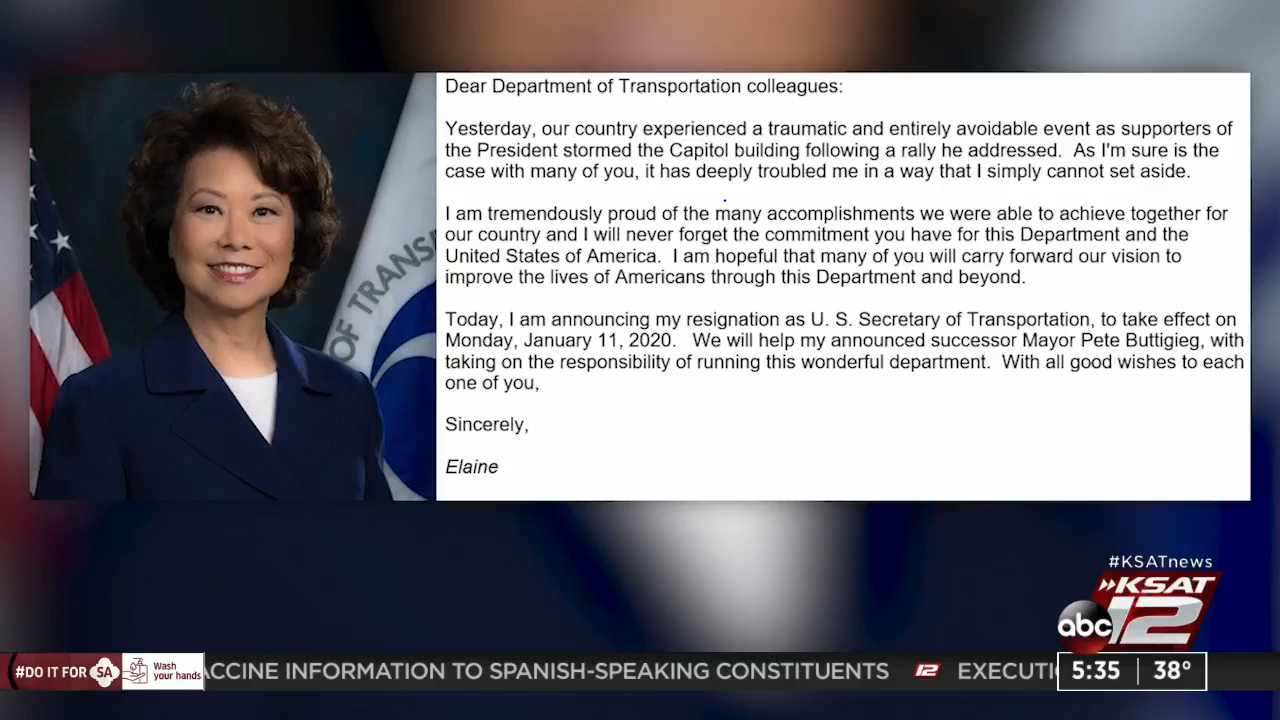 Dear Department of Transportation colleagues:
Yesterday, our country experienced a traumatic and entirely avoidable event as supporters of
the President stormed the Capitol building following a rally he addressed.  As I'm sure is the
case with many of you, it has deeply troubled me in a way that I simply cannot set aside.
I am tremendously proud of the many accomplishments we were able to achieve together for
our country and I will never forget the commitment you have for this Department and the
United States of America.  I am hopeful that many of you will carry forward our vision to
improve the lives of Americans through this Department and beyond.
Today, I am announcing my resignation as U. S. Secretary of Transportation, to take effect on
Monday, January 11, 2020.   We will help my announced successor Mayor Pete Buttigieg, with
taking on the responsibility of running this wonderful department.  With all good wishes to each
one of you,
Sincerely,
Elaine
OF TRANS
#KSATnews
KSAT
abc 12
#DO IT FOR SA
Wash
your hands
ACCINE INFORMATION TO SPANISH-SPEAKING CONSTITUENTS 12 EXECUTI
5:35 38°